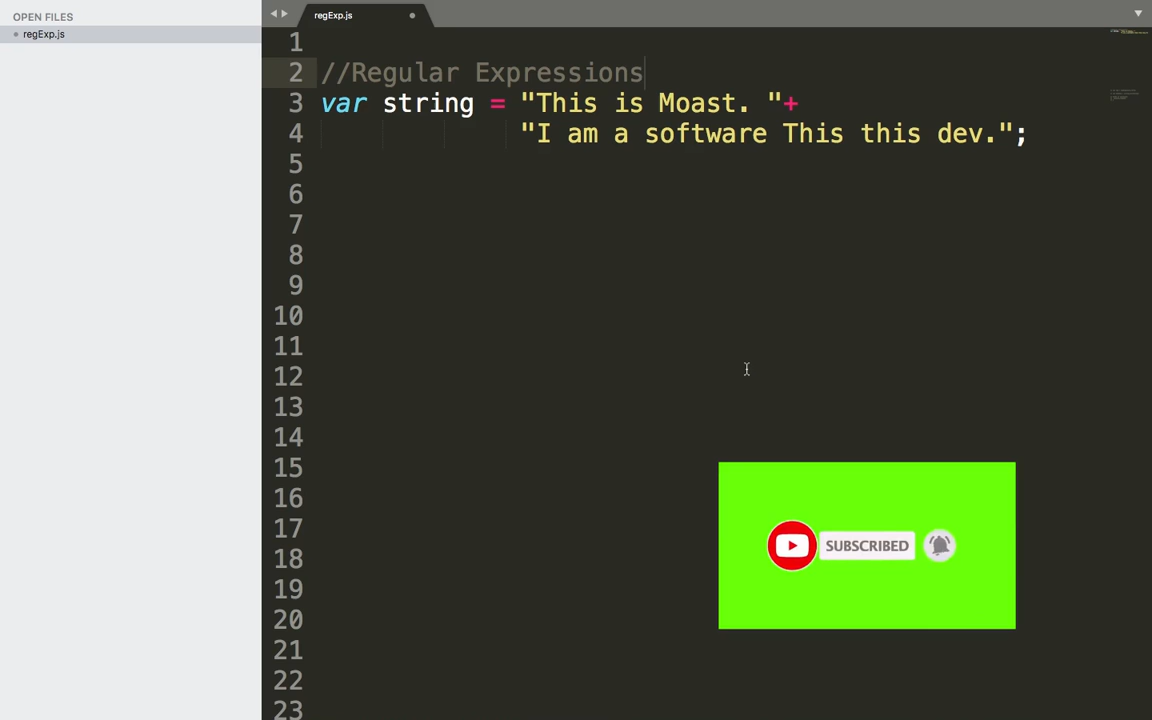 OPEN FILES
regExp.js
regExp.js
1
2 //Regular Expressions
3 var string = "This is Moast. "+
4 "I am a software This this dev.";
5
6
7
8
9
10
11
12
13
14
15
16
17
18
19
20
21
22
23
SUBSCRIBED